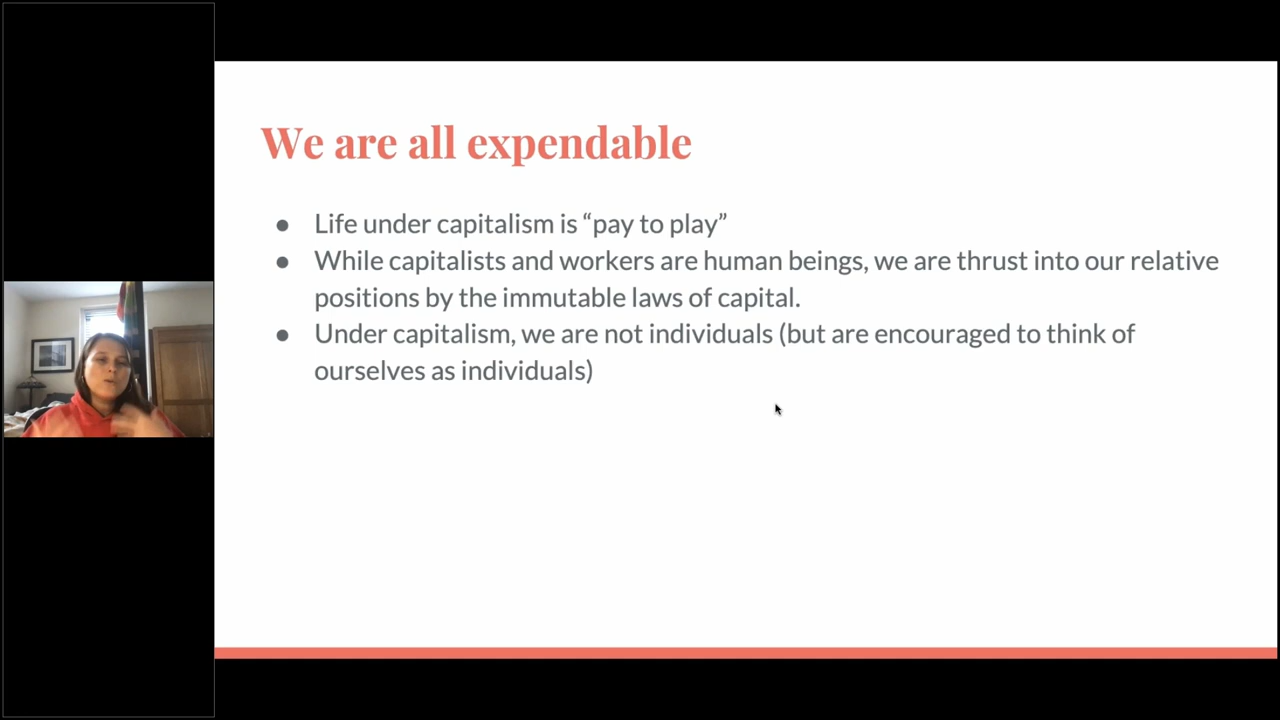 We are all expendable
● Life under capitalism is “pay to play”
● While capitalists and workers are human beings, we are thrust into our relative
positions by the immutable laws of capital.
● Under capitalism, we are not individuals (but are encouraged to think of
ourselves as individuals)